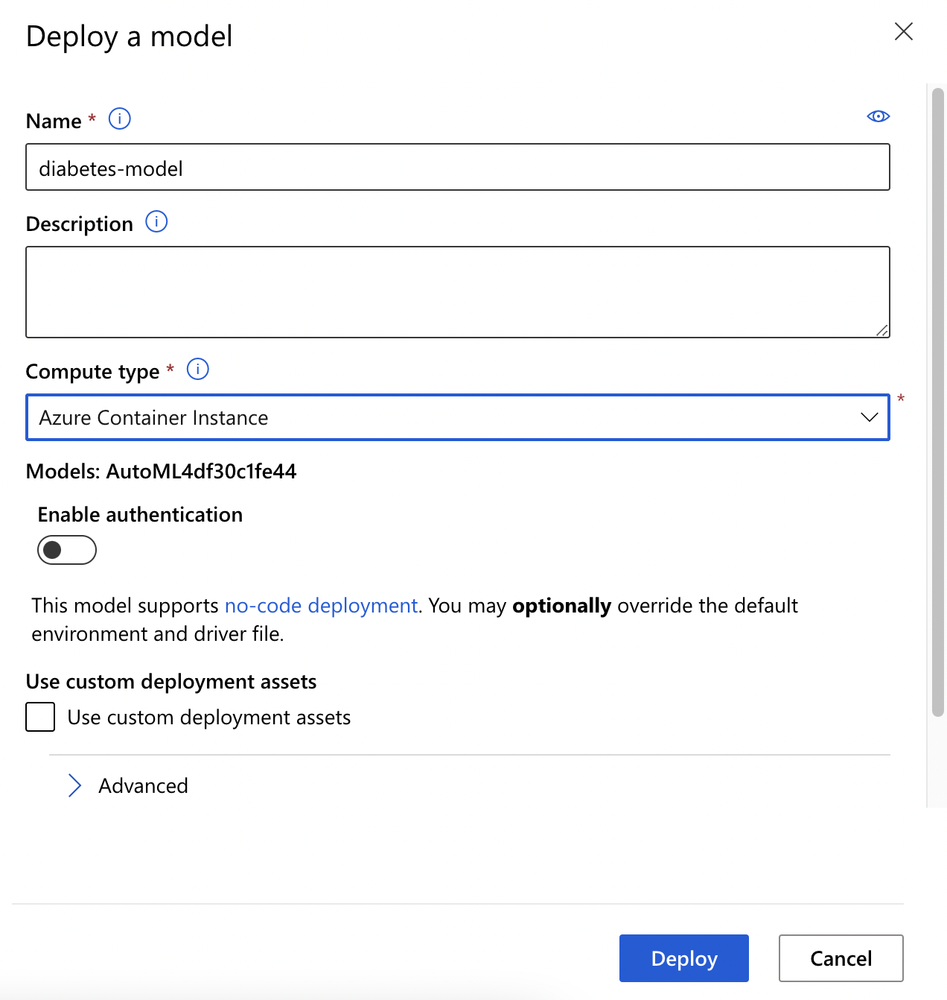 Deploy a model
Name *
diabetes-model
Description
Compute type *
Azure Container Instance
*
Models: AutoML4df30c1fe44
Enable authentication
This model supports no-code deployment. You may optionally override the default
environment and driver file.
Use custom deployment assets
Use custom deployment assets
Advanced
Deploy
Cancel